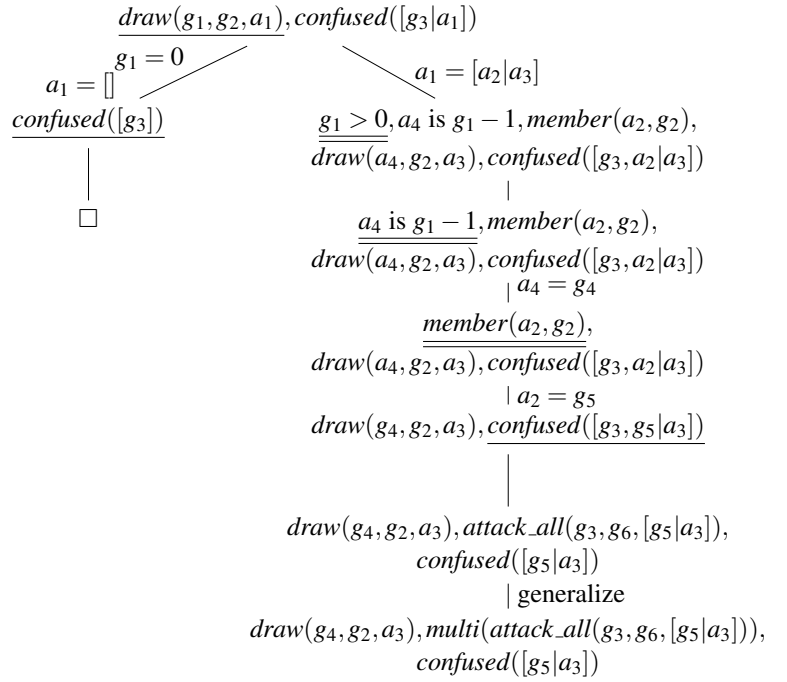 draw(g₁,g₂,a₁),confused([g₃|a₁])
g₁ = 0
a₁ = []
a₁ = [a₂|a₃]
confused([g₃])
g₁ > 0,a₄ is g₁ − 1,member(a₂,g₂),
draw(a₄,g₂,a₃),confused([g₃,a₂|a₃])
□
a₄ is g₁ − 1,member(a₂,g₂),
draw(a₄,g₂,a₃),confused([g₃,a₂|a₃])
a₄ = g₄
member(a₂,g₂),
draw(a₄,g₂,a₃),confused([g₃,a₂|a₃])
a₂ = g₅
draw(g₄,g₂,a₃),confused([g₃,g₅|a₃])
draw(g₄,g₂,a₃),attack_all(g₃,g₆,[g₅|a₃]),
confused([g₅|a₃])
generalize
draw(g₄,g₂,a₃),multi(attack_all(g₃,g₆,[g₅|a₃])),
confused([g₅|a₃])